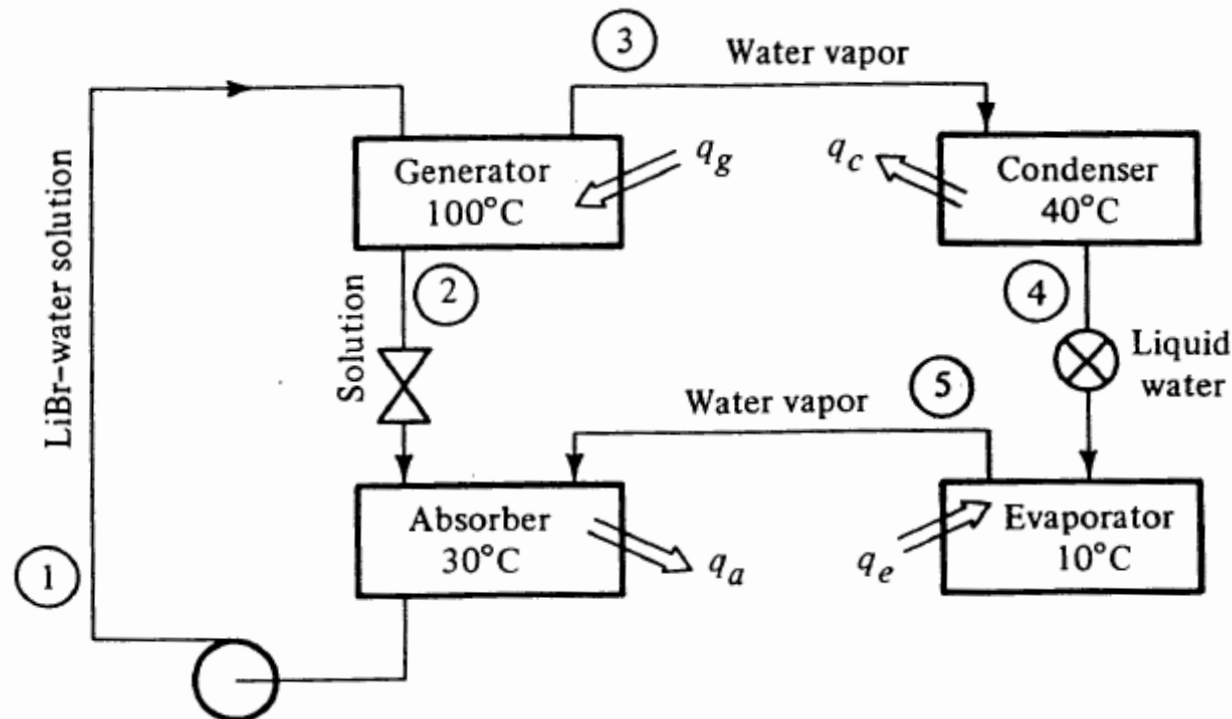 3
Water vapor
LiBr–water solution
Generator
100°C
q_g
q_c
Condenser
40°C
2
Solution
4
Liquid
water
5
Water vapor
Absorber
30°C
q_a
q_e
Evaporator
10°C
1